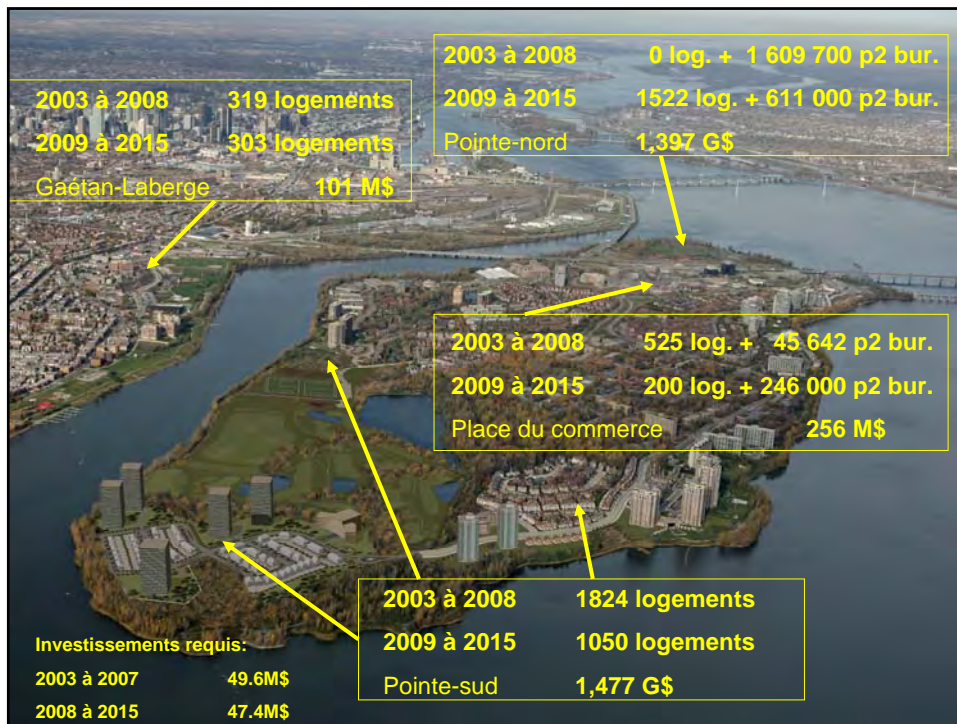 2003 à 2008 0 log. + 1 609 700 p2 bur.
2009 à 2015 1522 log. + 611 000 p2 bur.
Pointe-nord 1,397 G$
2003 à 2008 319 logements
2009 à 2015 303 logements
Gaétan-Laberge 101 M$
2003 à 2008 525 log. + 45 642 p2 bur.
2009 à 2015 200 log. + 246 000 p2 bur.
Place du commerce 256 M$
2003 à 2008 1824 logements
2009 à 2015 1050 logements
Pointe-sud 1,477 G$
Investissements requis:
2003 à 2007 49.6M$
2008 à 2015 47.4M$